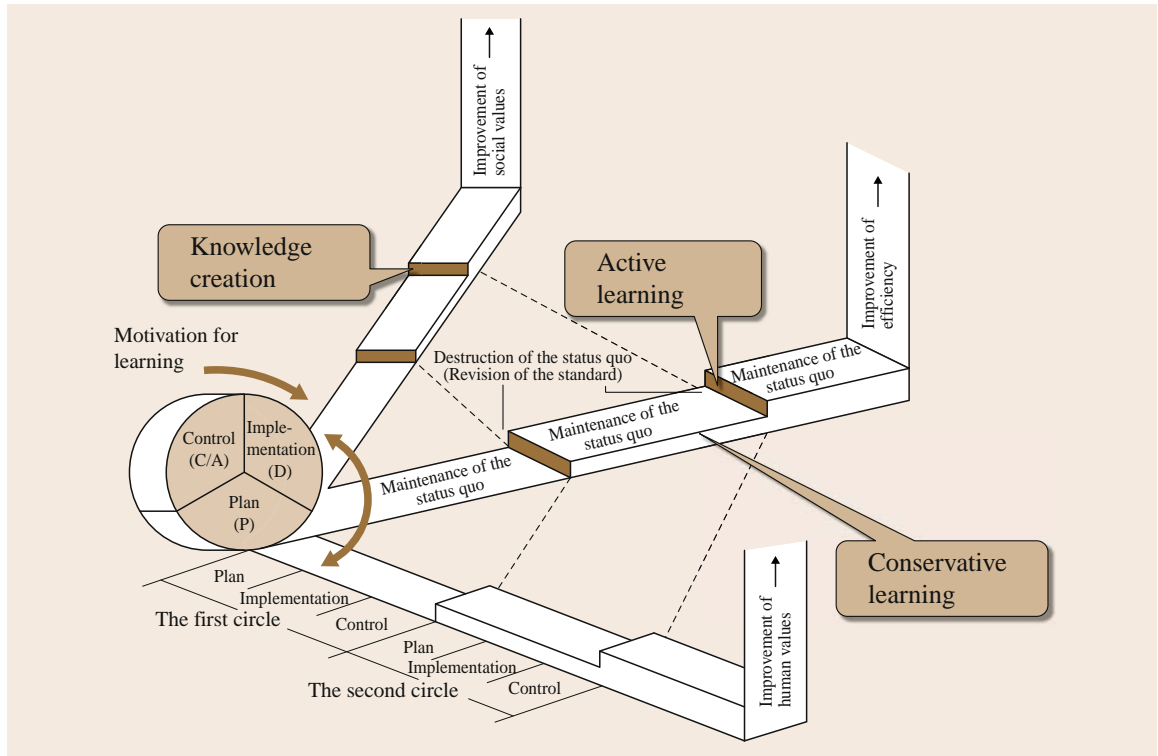 Improvement of
social values
Knowledge
creation
Active
learning
Improvement of
efficiency
Motivation for
learning
Destruction of the status quo
(Revision of the standard)
Maintenance of the
status quo
Maintenance of the
status quo
Maintenance of the
status quo
Control
(C/A)
Imple-
mentation
(D)
Plan
(P)
Conservative
learning
Plan
Implementation
Control
The first circle
Plan
Implementation
Control
The second circle
Improvement of
human values